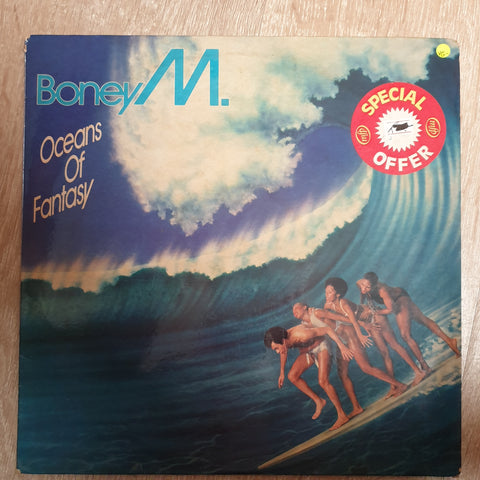 Boney M.
Oceans
Of
Fantasy
SPECIAL
OFFER